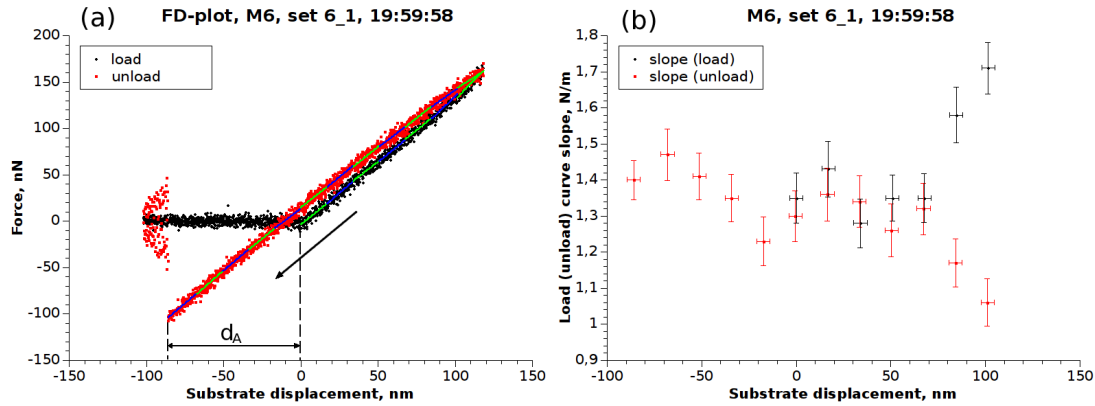 (a)
FD-plot, M6, set 6_1, 19:59:58
load
unload
Force, nN
200
150
100
50
0
-50
-100
-150
d_A
-150
-100
-50
0
50
100
150
Substrate displacement, nm
(b)
M6, set 6_1, 19:59:58
slope (load)
slope (unload)
Load (unload) curve slope, N/m
1,8
1,7
1,6
1,5
1,4
1,3
1,2
1,1
1
0,9
-100
-50
0
50
100
150
Substrate displacement, nm